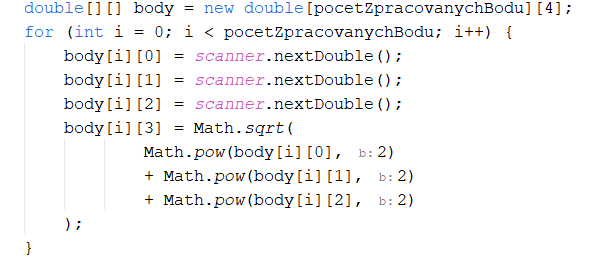 double[][] body = new double[pocetZpracovanychBodu][4];
for (int i = 0; i < pocetZpracovanychBodu; i++) {
body[i][0] = scanner.nextDouble();
body[i][1] = scanner.nextDouble();
body[i][2] = scanner.nextDouble();
body[i][3] = Math.sqrt(
Math.pow(body[i][0], b: 2)
+ Math.pow(body[i][1], b: 2)
+ Math.pow(body[i][2], b: 2)
);
}